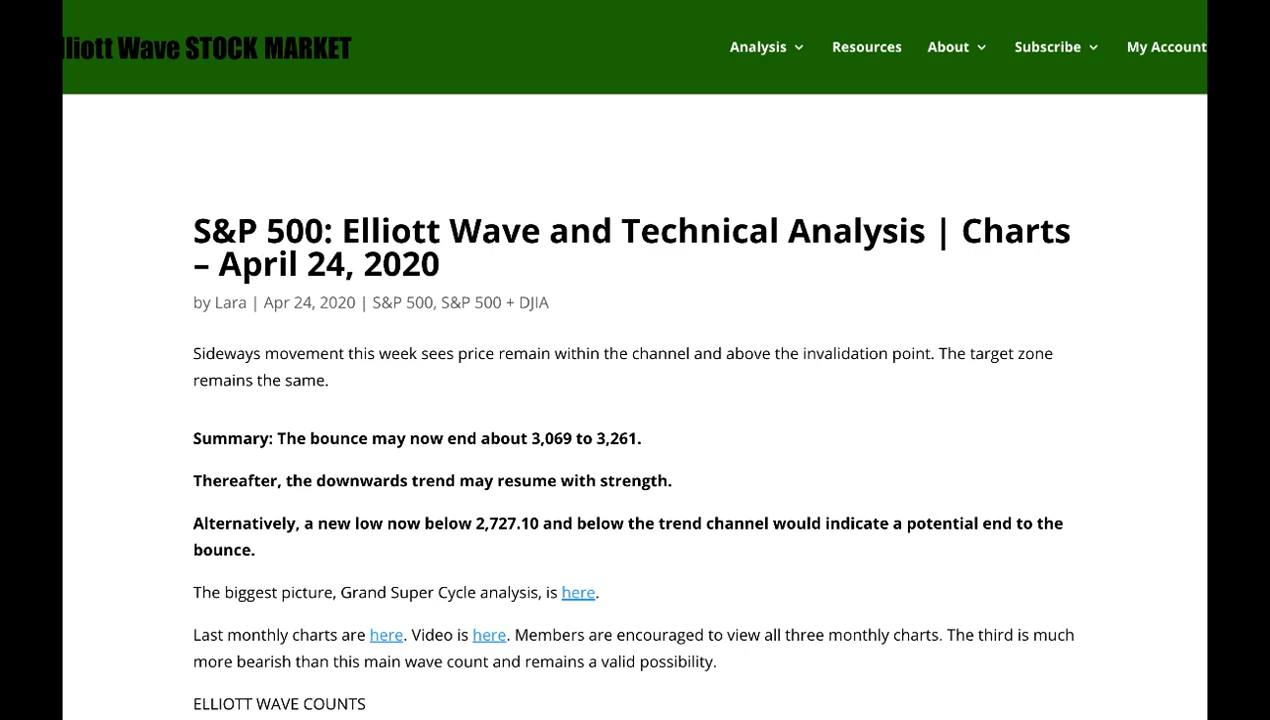 lliott Wave STOCK MARKET
Analysis Resources About Subscribe My Account
S&P 500: Elliott Wave and Technical Analysis | Charts
– April 24, 2020
by Lara | Apr 24, 2020 | S&P 500, S&P 500 + DJIA
Sideways movement this week sees price remain within the channel and above the invalidation point. The target zone
remains the same.
Summary: The bounce may now end about 3,069 to 3,261.
Thereafter, the downwards trend may resume with strength.
Alternatively, a new low now below 2,727.10 and below the trend channel would indicate a potential end to the
bounce.
The biggest picture, Grand Super Cycle analysis, is here.
Last monthly charts are here. Video is here. Members are encouraged to view all three monthly charts. The third is much
more bearish than this main wave count and remains a valid possibility.
ELLIOTT WAVE COUNTS